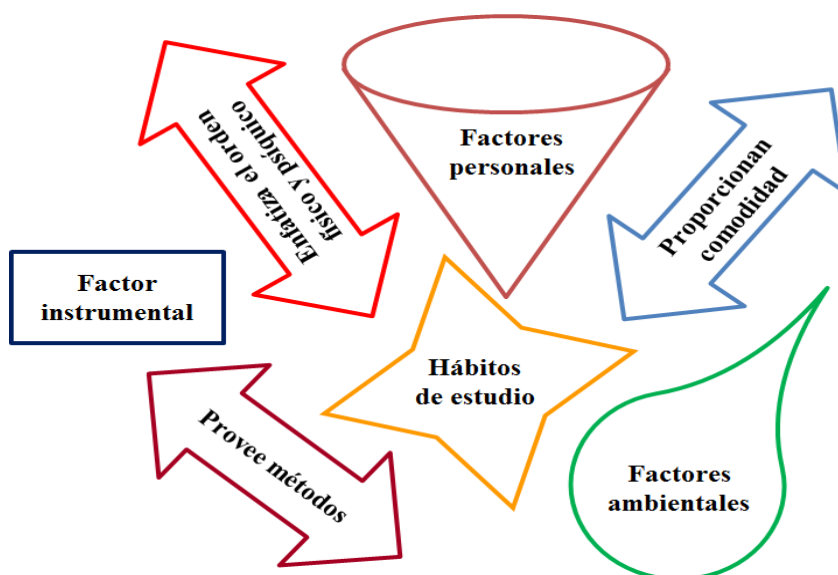 Enfatiza el orden
físico y psíquico
Factores
personales
Proporcionan
comodidad
Factor
instrumental
Hábitos
de estudio
Provee métodos
Factores
ambientales